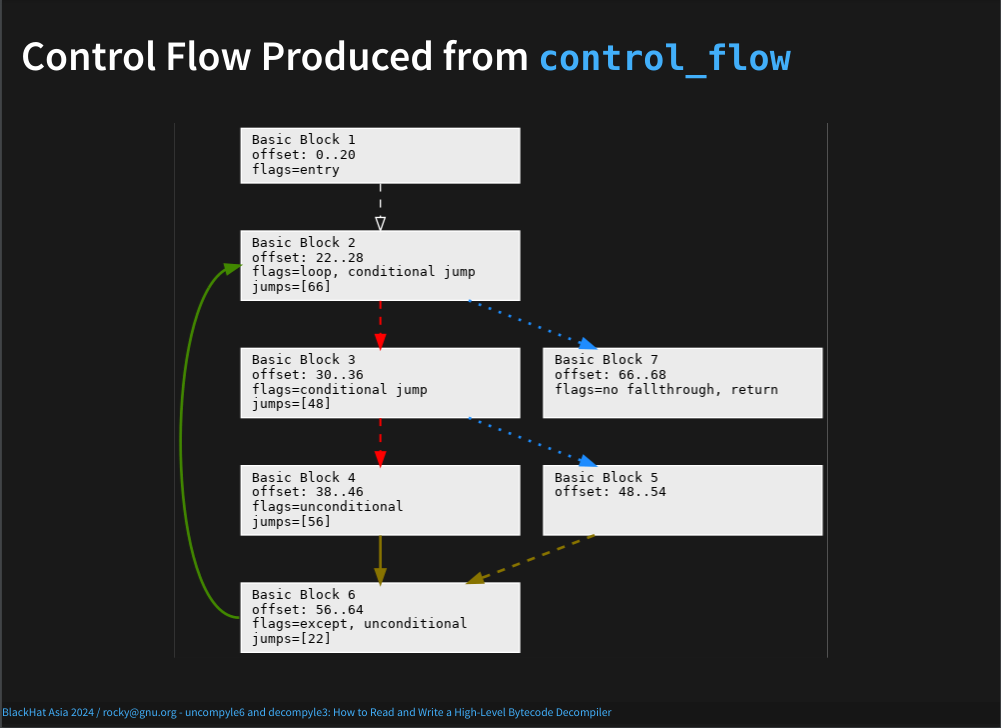 Control Flow Produced from control_flow
Basic Block 1
offset: 0..20
flags=entry
Basic Block 2
offset: 22..28
flags=loop, conditional jump
jumps=[66]
Basic Block 3
offset: 30..36
flags=conditional jump
jumps=[48]
Basic Block 7
offset: 66..68
flags=no fallthrough, return
Basic Block 4
offset: 38..46
flags=unconditional
jumps=[56]
Basic Block 5
offset: 48..54
Basic Block 6
offset: 56..64
flags=except, unconditional
jumps=[22]
BlackHat Asia 2024 / rocky@gnu.org - uncompyle6 and decompyle3: How to Read and Write a High-Level Bytecode Decompiler